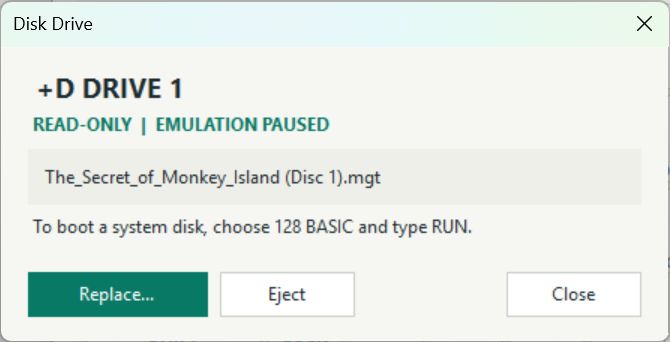 Disk Drive
+D DRIVE 1
READ-ONLY | EMULATION PAUSED
The_Secret_of_Monkey_Island (Disc 1).mgt
To boot a system disk, choose 128 BASIC and type RUN.
Replace... Eject Close